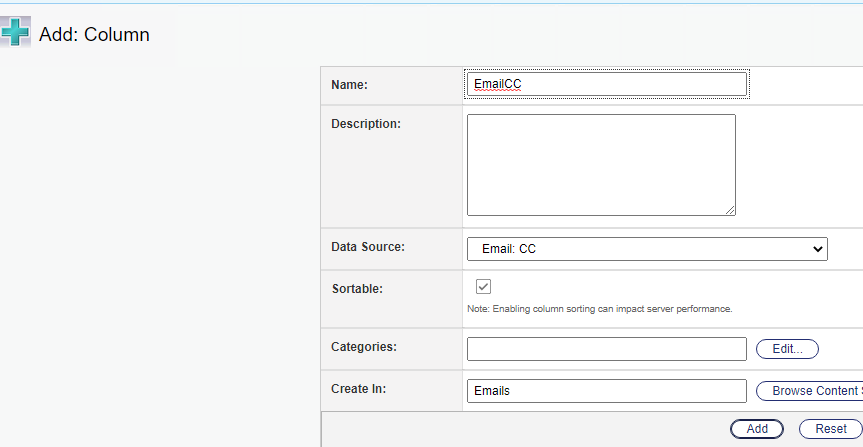 Add: Column
Name: EmailCC
Description:
Data Source: Email: CC
Sortable:
Note: Enabling column sorting can impact server performance.
Categories: Edit...
Create In: Emails Browse Content
Add Reset